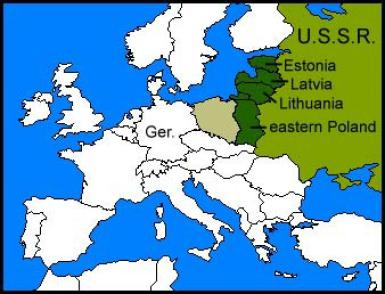 U.S.S.R.
Estonia
Latvia
Lithuania
Ger.
eastern Poland